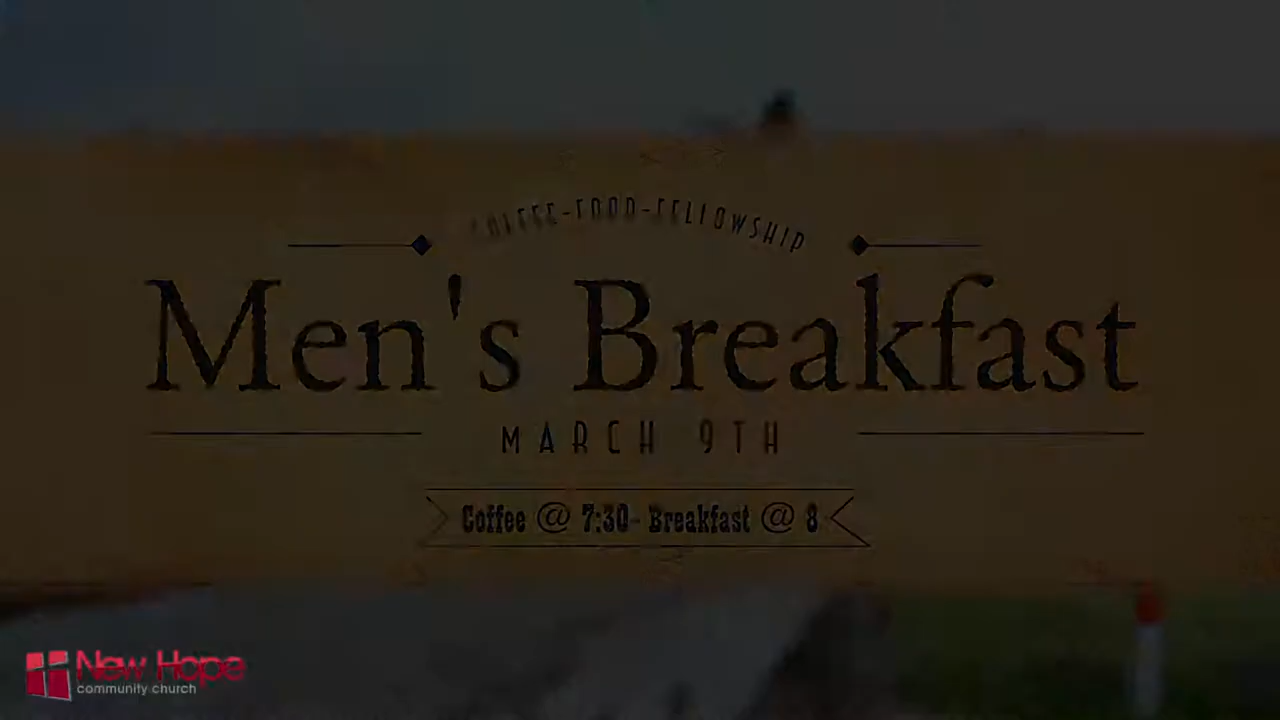 COFFEE-FOOD-FELLOWSHIP
Men's Breakfast
MARCH 9TH
Coffee @ 7:30- Breakfast @ 8
New Hope
community church